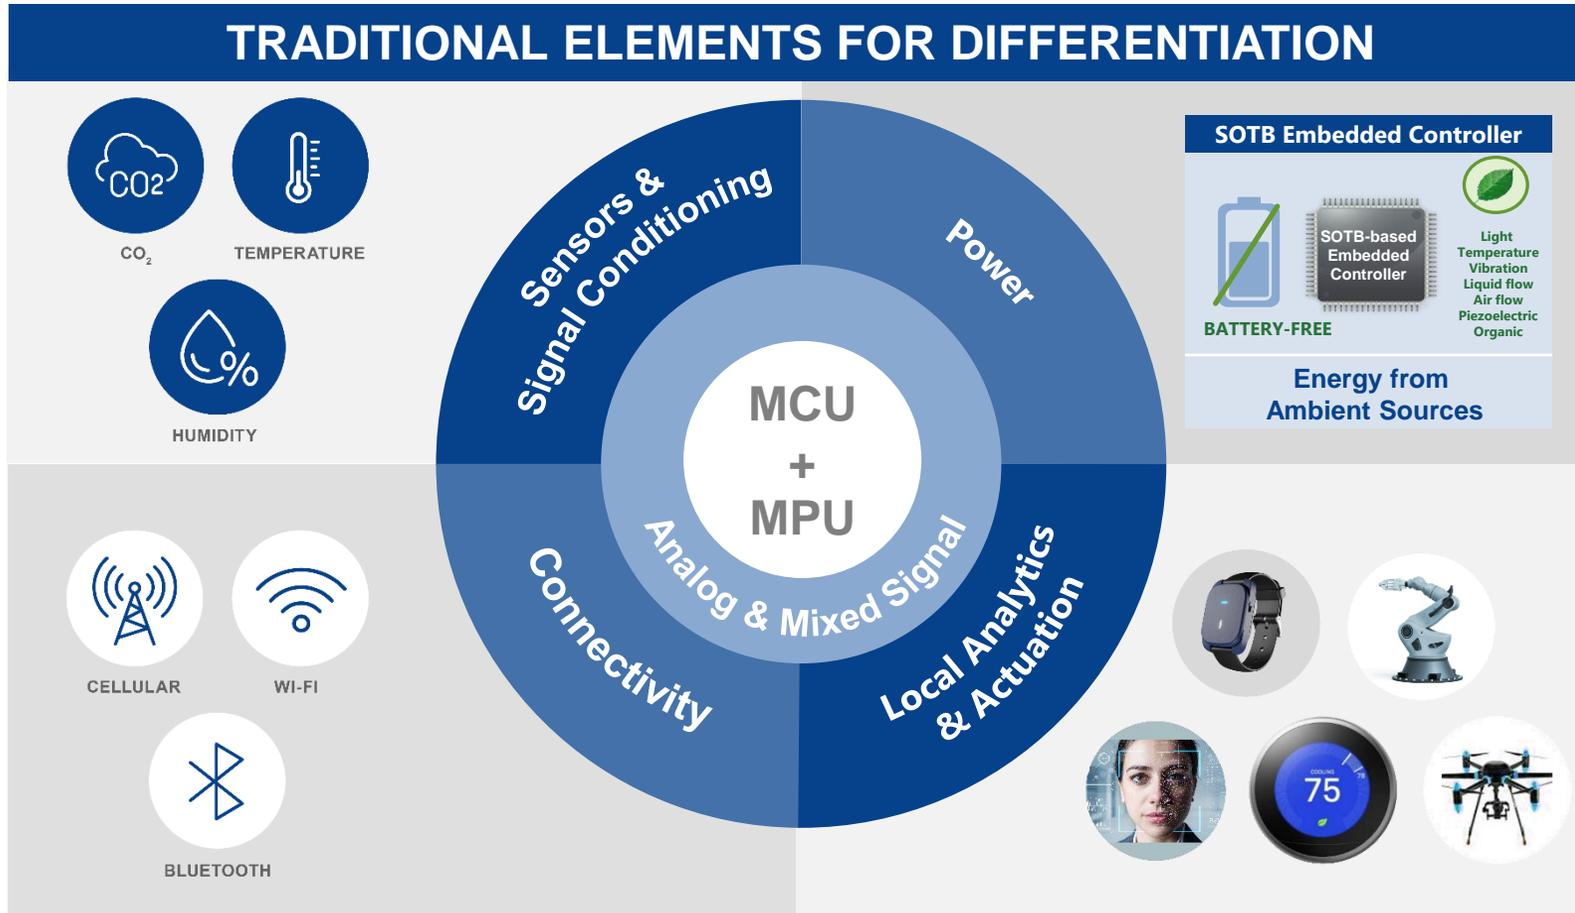 TRADITIONAL ELEMENTS FOR DIFFERENTIATION
CO2
CO2
TEMPERATURE
%
HUMIDITY
Sensors &
Signal Conditioning
Power
SOTB Embedded Controller
SOTB-based
Embedded
Controller
BATTERY-FREE
Light
Temperature
Vibration
Liquid flow
Air flow
Piezoelectric
Organic
Energy from
Ambient Sources
MCU
+
MPU
Analog & Mixed Signal
Connectivity
Local Analytics
& Actuation
CELLULAR
WI-FI
BLUETOOTH
COOLING
75